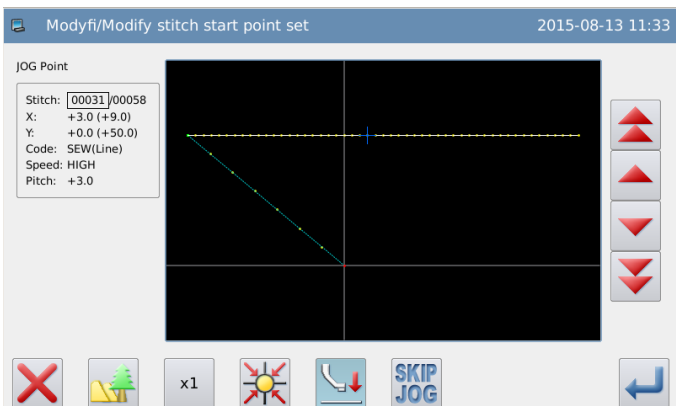 Modyfi/Modify stitch start point set 2015-08-13 11:33
JOG Point
Stitch: 00031/00058
X: +3.0 (+9.0)
Y: +0.0 (+50.0)
Code: SEW(Line)
Speed: HIGH
Pitch: +3.0
x1
SKIP
JOG